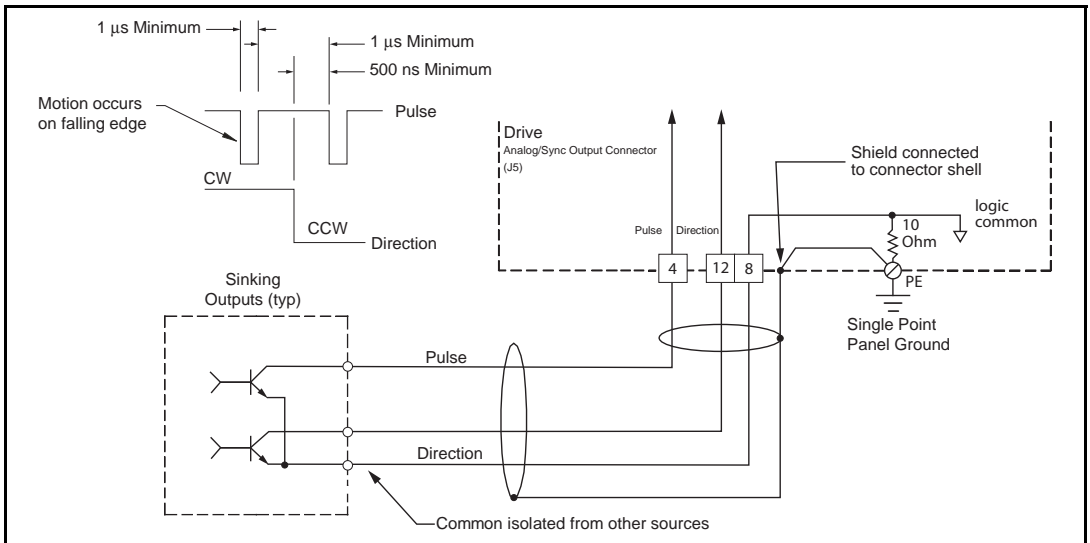 1 μs Minimum
1 μs Minimum
500 ns Minimum
Motion occurs
on falling edge
Pulse
CW
CCW
Direction
Drive
Analog/Sync Output Connector
(J5)
Shield connected
to connector shell
logic
common
10
Ohm
Pulse
Direction
4
12
8
PE
Single Point
Panel Ground
Sinking
Outputs (typ)
Pulse
Direction
Common isolated from other sources